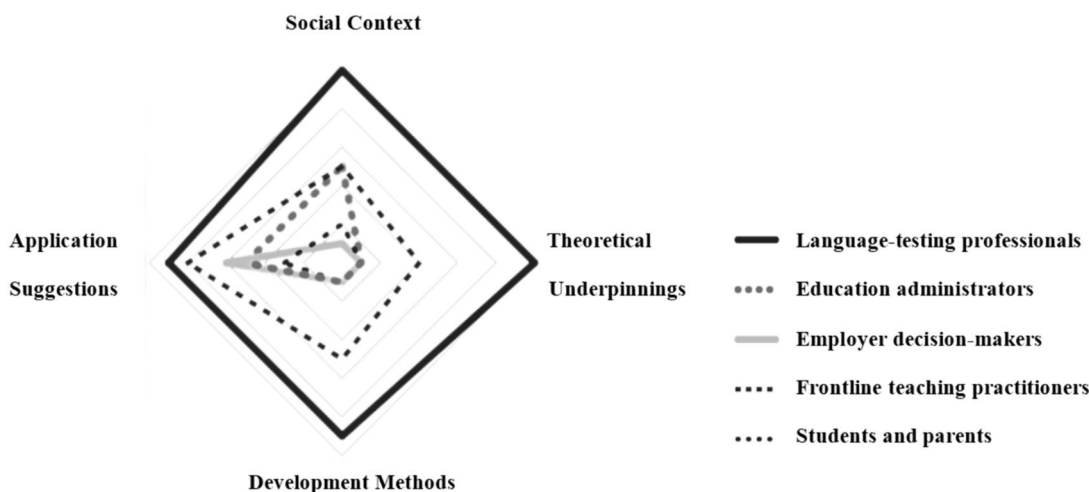 Social Context
Application
Suggestions
Theoretical
Underpinnings
Development Methods
Language-testing professionals
Education administrators
Employer decision-makers
Frontline teaching practitioners
Students and parents